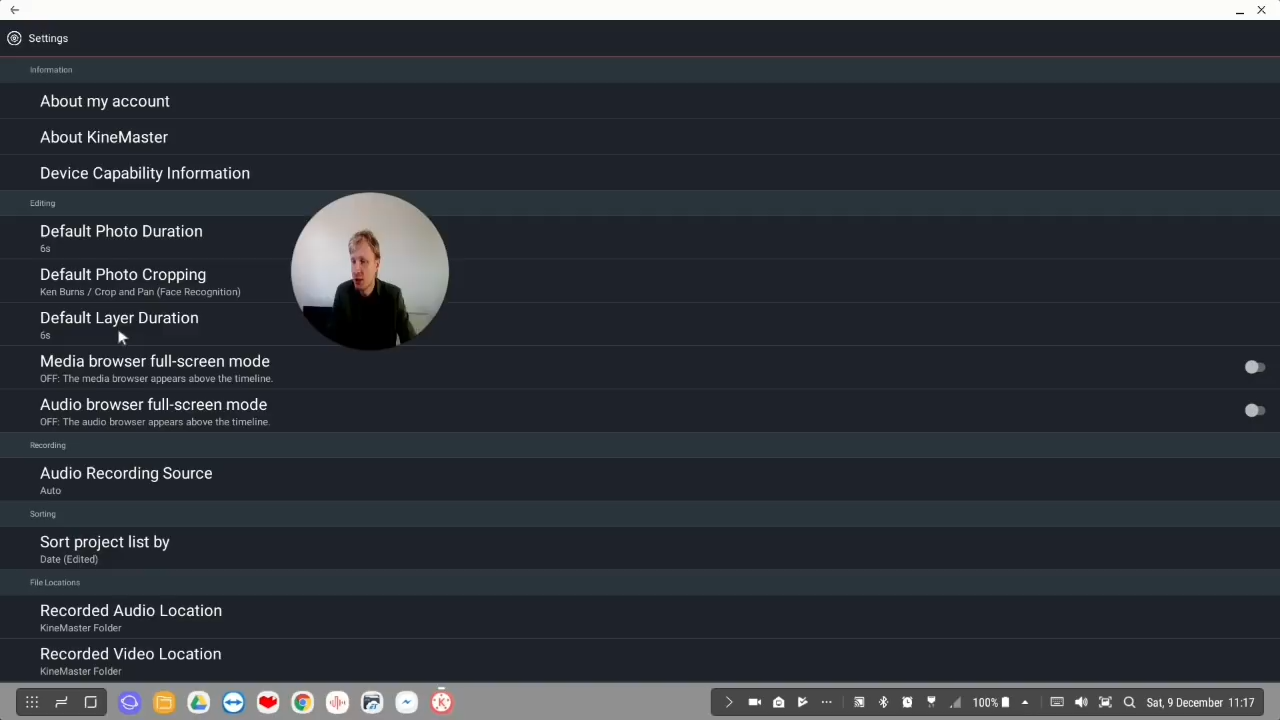 Settings
Information
About my account
About KineMaster
Device Capability Information
Editing
Default Photo Duration
6s
Default Photo Cropping
Ken Burns / Crop and Pan (Face Recognition)
Default Layer Duration
6s
Media browser full-screen mode
OFF: The media browser appears above the timeline.
Audio browser full-screen mode
OFF: The audio browser appears above the timeline.
Recording
Audio Recording Source
Auto
Sorting
Sort project list by
Date (Edited)
File Locations
Recorded Audio Location
KineMaster Folder
Recorded Video Location
KineMaster Folder
100% Sat, 9 December 11:17